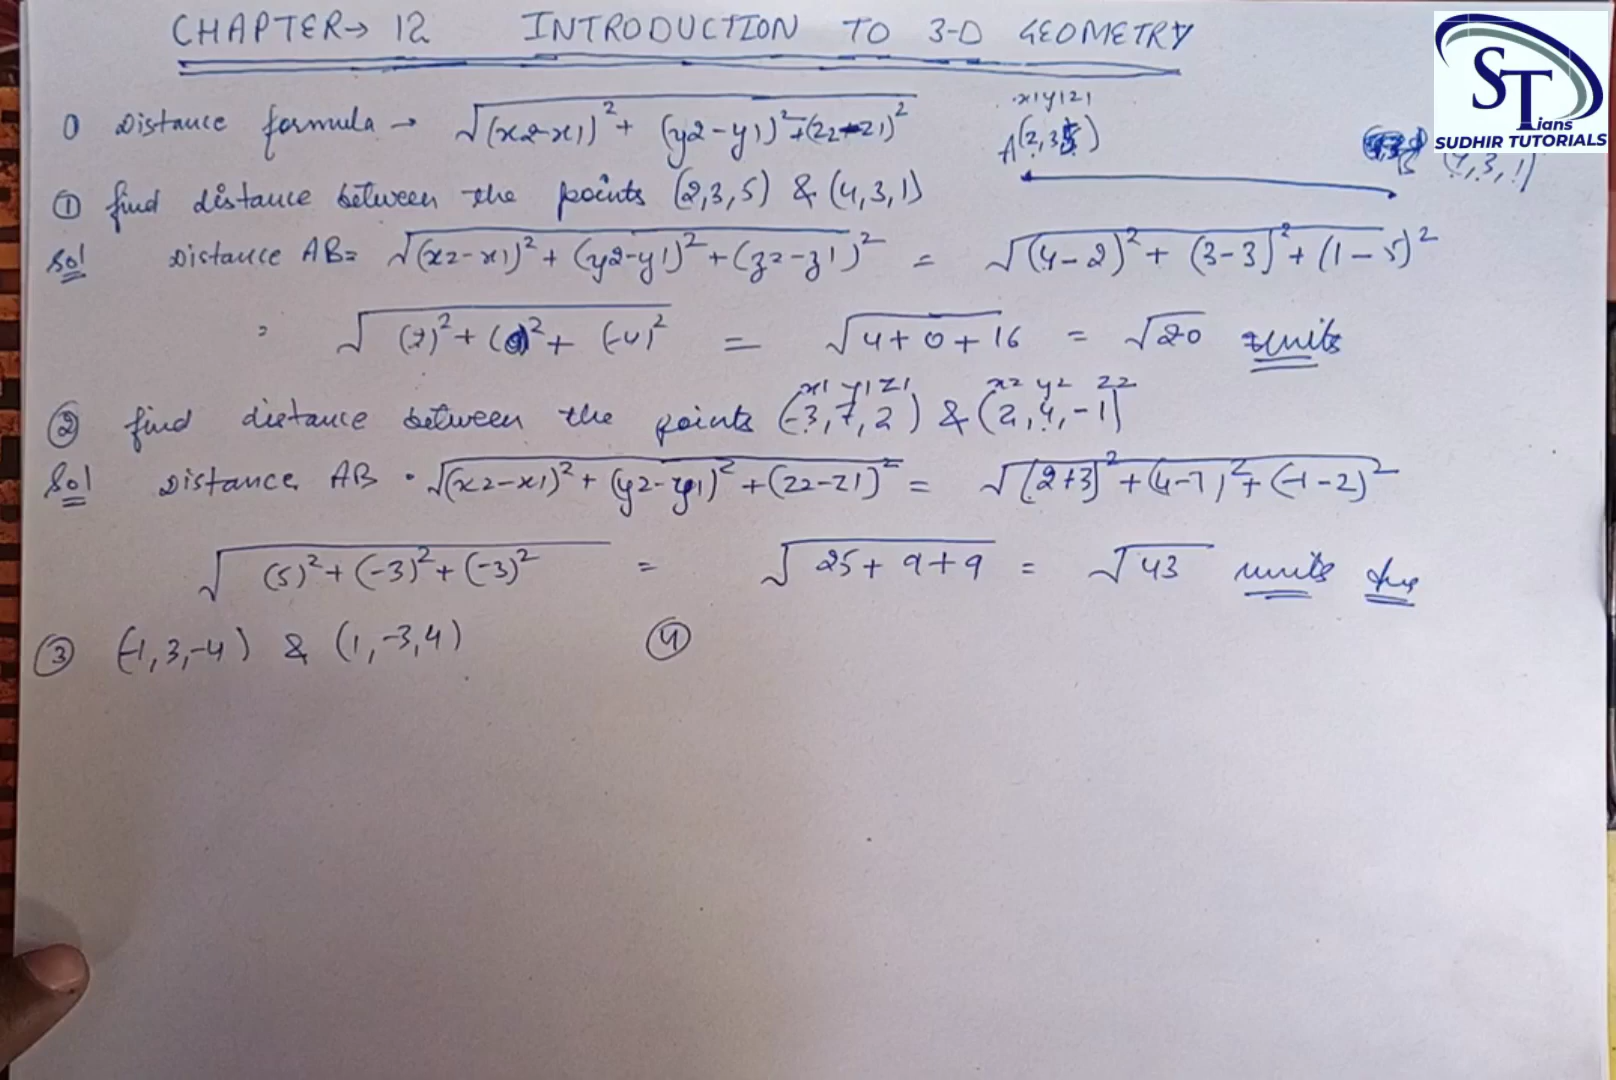 CHAPTER→ 12 INTRODUCTION TO 3-D GEOMETRY
ST
ians
SUDHIR TUTORIALS
0 Distance formula → √(x2-x1)² + (y2-y1)² + (z2-z1)²
x1 y1 z1
A(2,3,5)
B (4,3,1)
① find distance between the points (2,3,5) & (4,3,1)
Sol Distance AB = √(x2-x1)² + (y2-y1)² + (z2-z1)² = √(4-2)² + (3-3)² + (1-5)²
= √(2)² + (0)² + (-4)² = √4+0+16 = √20 units
x1 y1 z1 x2 y2 z2
② find distance between the points (-3,7,2) & (2,4,-1)
Sol Distance AB = √(x2-x1)² + (y2-y1)² + (z2-z1)² = √(2+3)² + (4-7)² + (-1-2)²
√(5)² + (-3)² + (-3)² = √25+9+9 = √43 units
③ (-1,3,-4) & (1,-3,4) ④